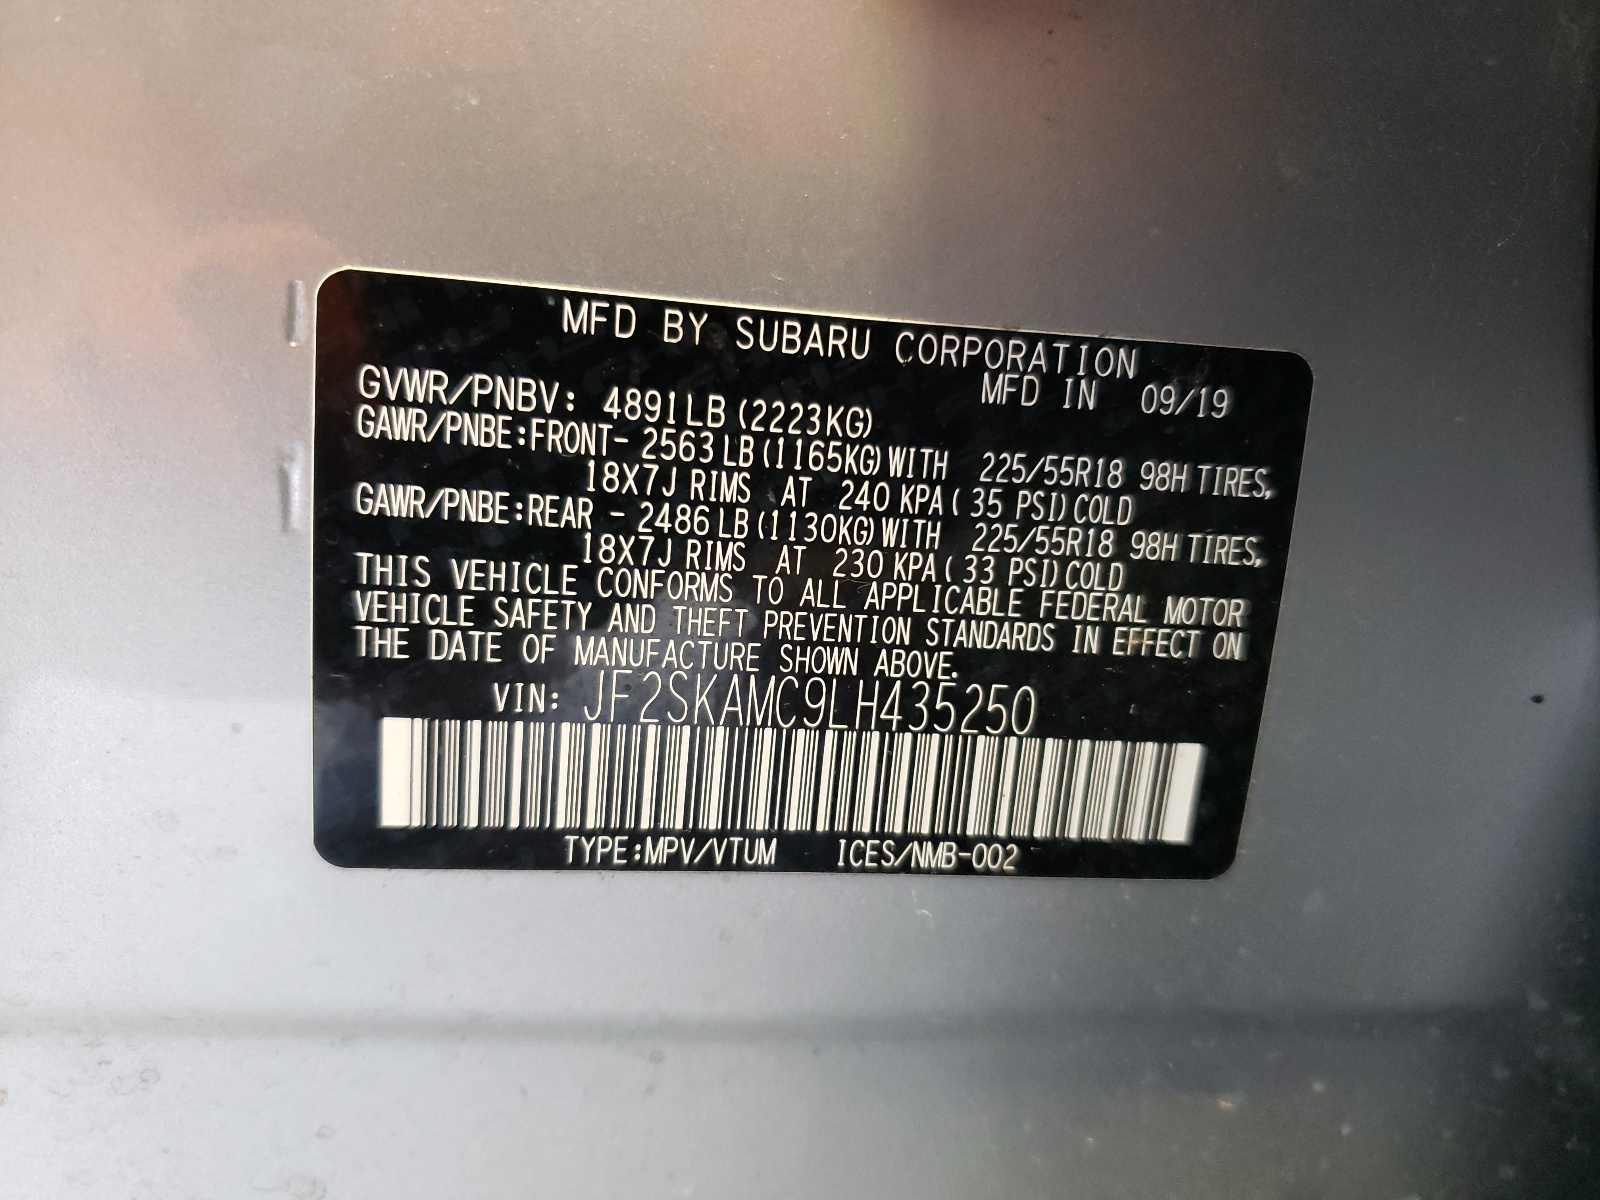 MFD BY SUBARU CORPORATION
MFD IN 09/19
GVWR/PNBV: 4891LB (2223KG)
GAWR/PNBE:FRONT- 2563 LB (1165KG) WITH 225/55R18 98H TIRES,
18X7J RIMS AT 240 KPA ( 35 PSI) COLD
GAWR/PNBE:REAR - 2486 LB (1130KG) WITH 225/55R18 98H TIRES,
18X7J RIMS AT 230 KPA ( 33 PSI) COLD
THIS VEHICLE CONFORMS TO ALL APPLICABLE FEDERAL MOTOR
VEHICLE SAFETY AND THEFT PREVENTION STANDARDS IN EFFECT ON
THE DATE OF MANUFACTURE SHOWN ABOVE.
VIN: JF2SKAMC9LH435250
TYPE:MPV/VTUM ICES/NMB-002